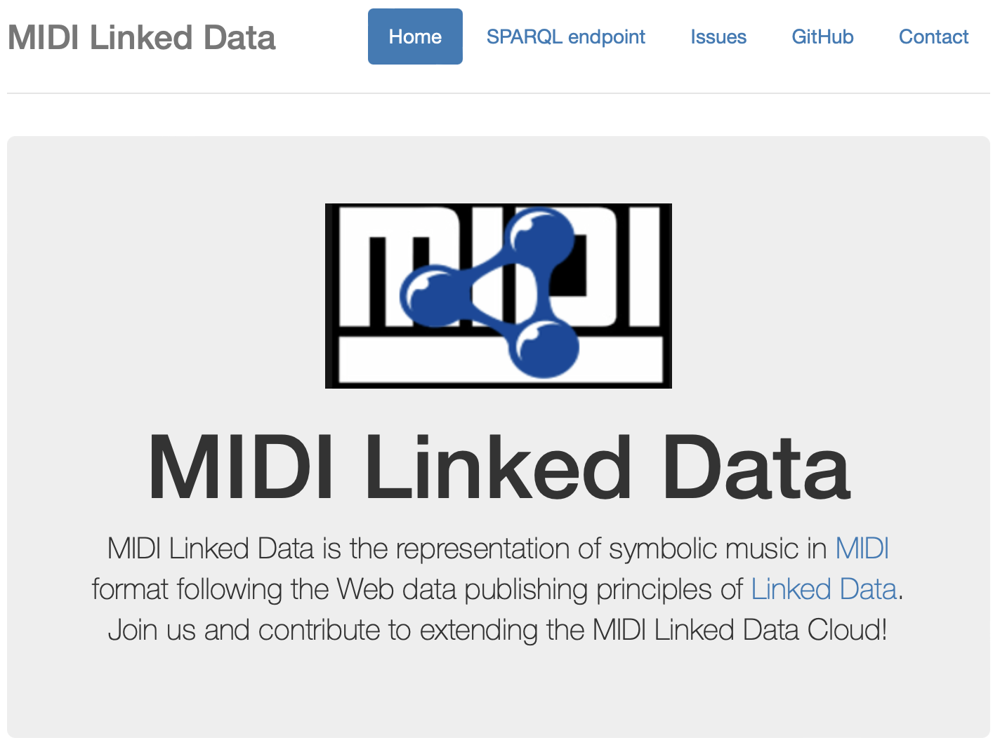 MIDI Linked Data
Home
SPARQL endpoint
Issues
GitHub
Contact
MIDI
MIDI Linked Data
MIDI Linked Data is the representation of symbolic music in MIDI
format following the Web data publishing principles of Linked Data.
Join us and contribute to extending the MIDI Linked Data Cloud!